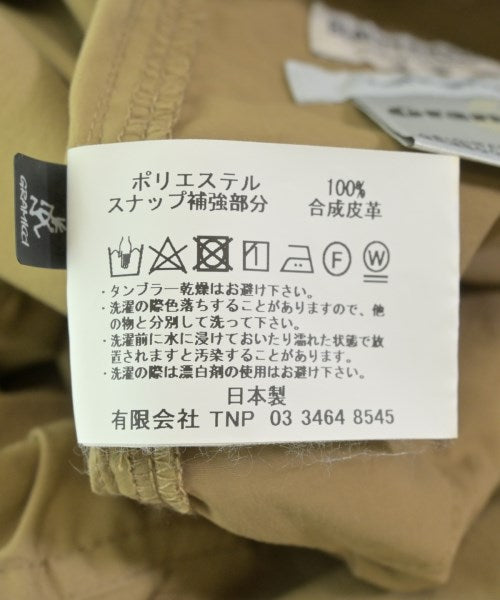 ポリエステル 100%
スナップ補強部分 合成皮革
F W
・タンブラー乾燥はお避け下さい。
・洗濯の際色落ちすることがありますので、他
の物と分別して洗って下さい。
・洗濯前に水に浸けておいたり濡れた状態で放
置されますと汚染することがあります。
・洗濯の際は漂白剤の使用はお避け下さい。
日本製
有限会社 TNP 03 3464 8545
GRAMICCI